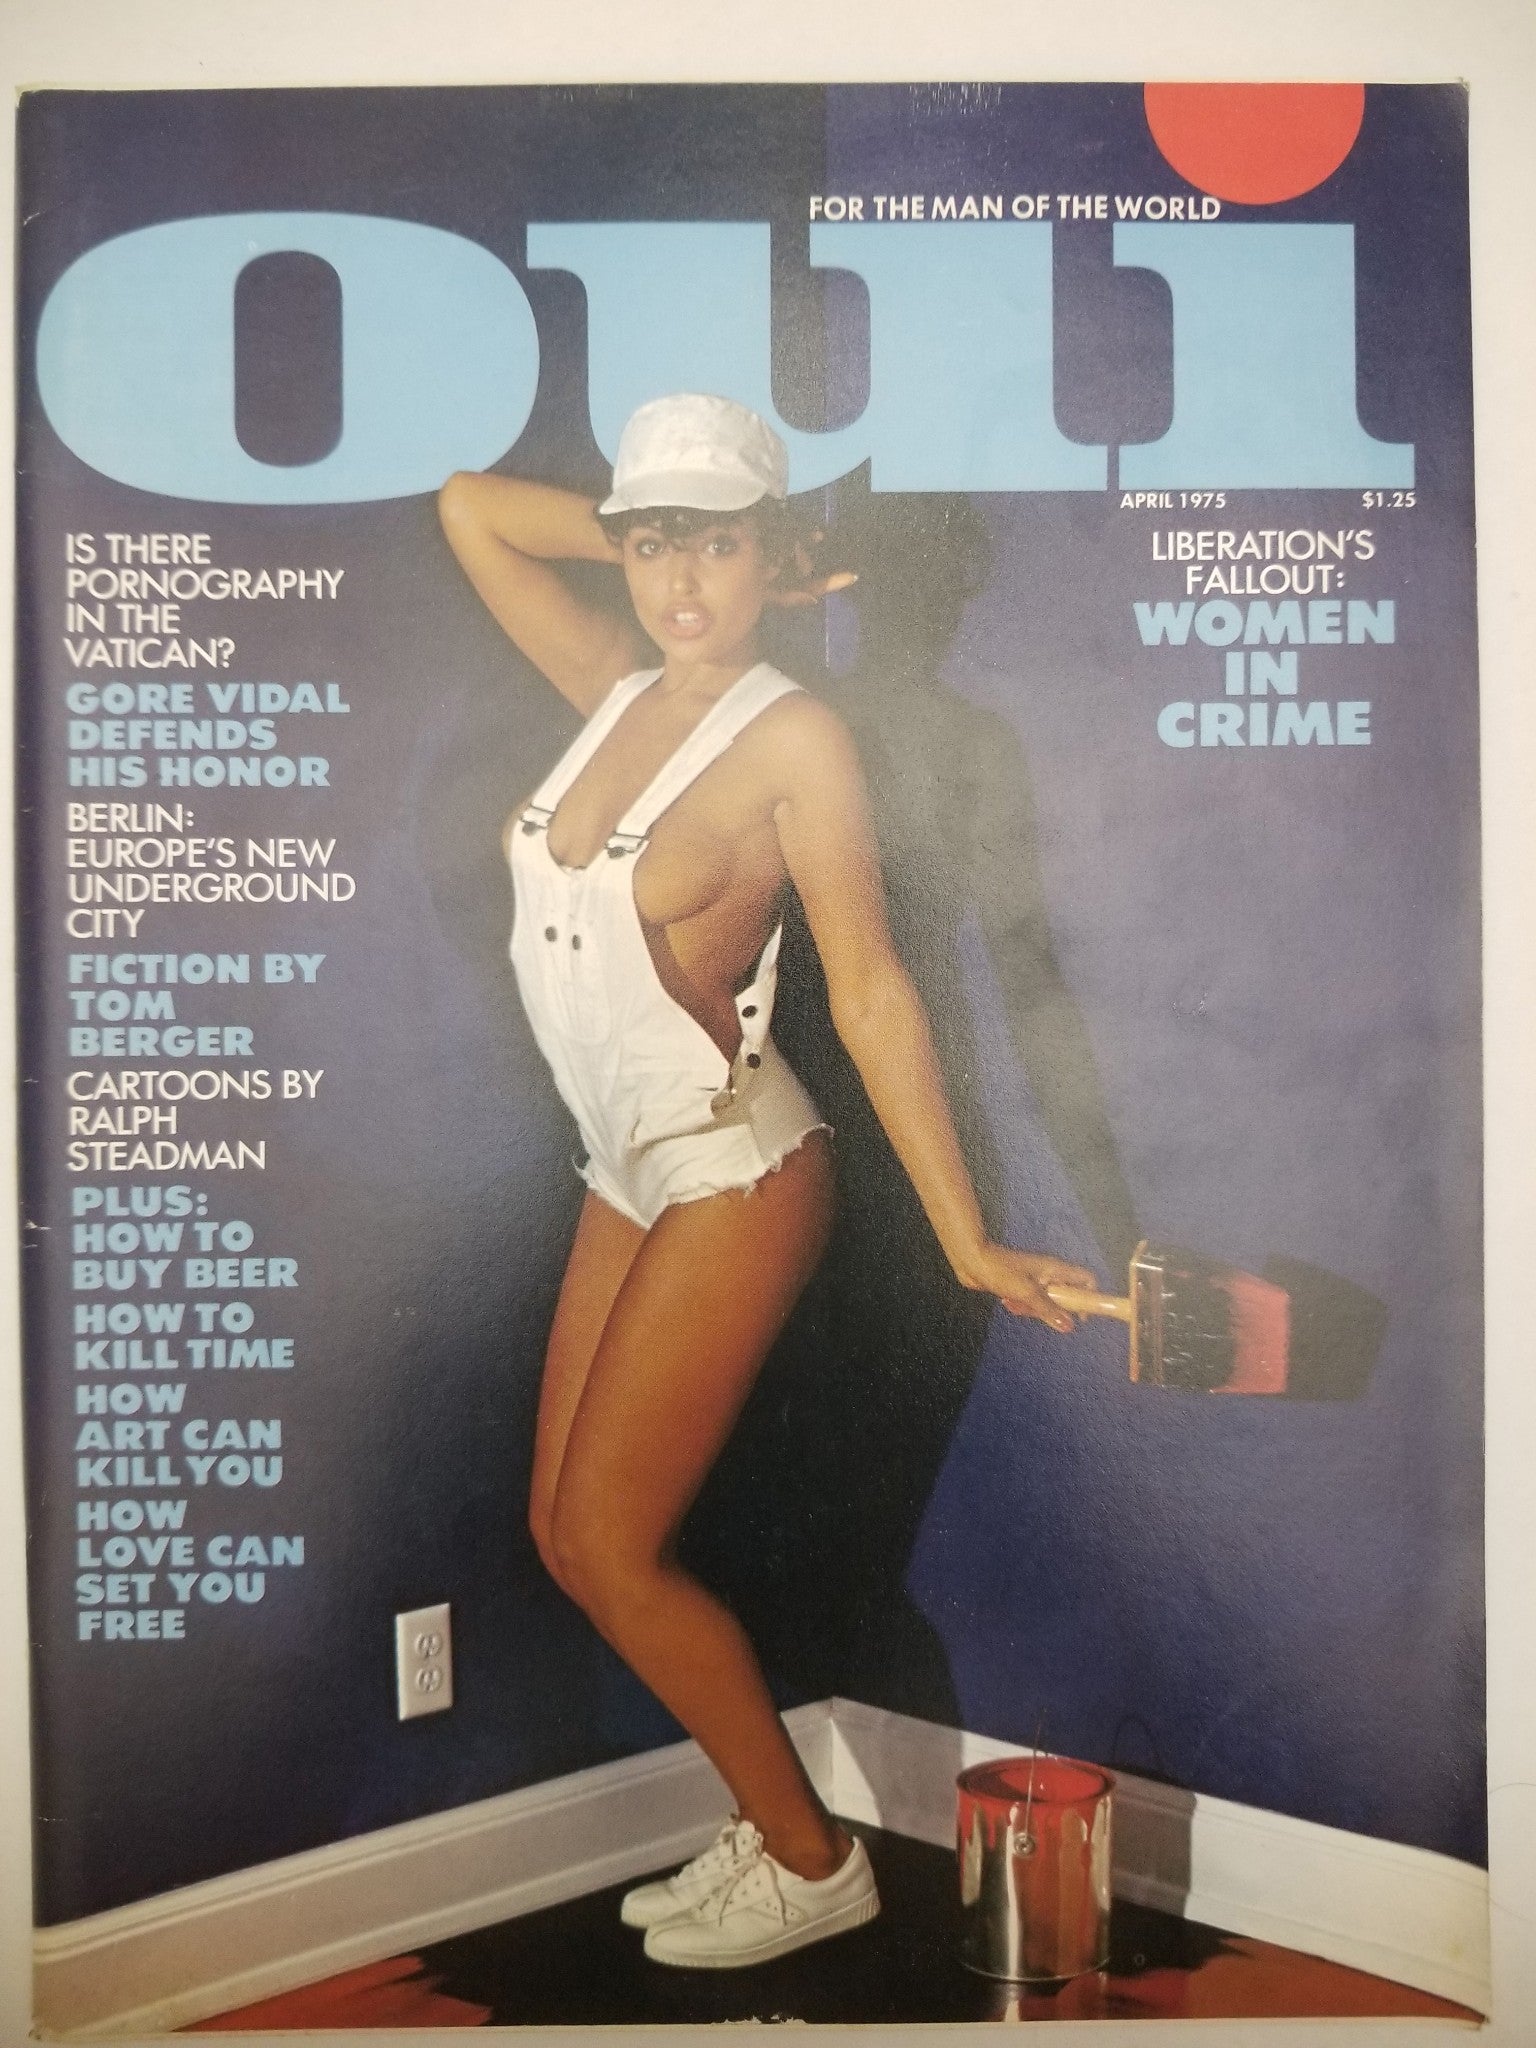 FOR THE MAN OF THE WORLD
oui
APRIL 1975 $1.25
IS THERE
PORNOGRAPHY
IN THE
VATICAN?
GORE VIDAL
DEFENDS
HIS HONOR
BERLIN:
EUROPE'S NEW
UNDERGROUND
CITY
FICTION BY
TOM
BERGER
CARTOONS BY
RALPH
STEADMAN
PLUS:
HOW TO
BUY BEER
HOW TO
KILL TIME
HOW
ART CAN
KILL YOU
HOW
LOVE CAN
SET YOU
FREE
LIBERATION'S
FALLOUT:
WOMEN
IN
CRIME